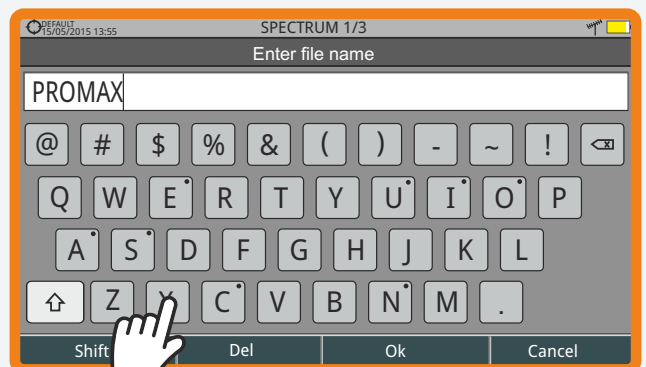 DEFAULT SPECTRUM 1/3
15/05/2015 13:55
Enter file name
PROMAX
@ # $ % & ( ) - ~ !
Q W E R T Y U I O P
A S D F G H J K L
Z X C V B N M .
Shift Del Ok Cancel